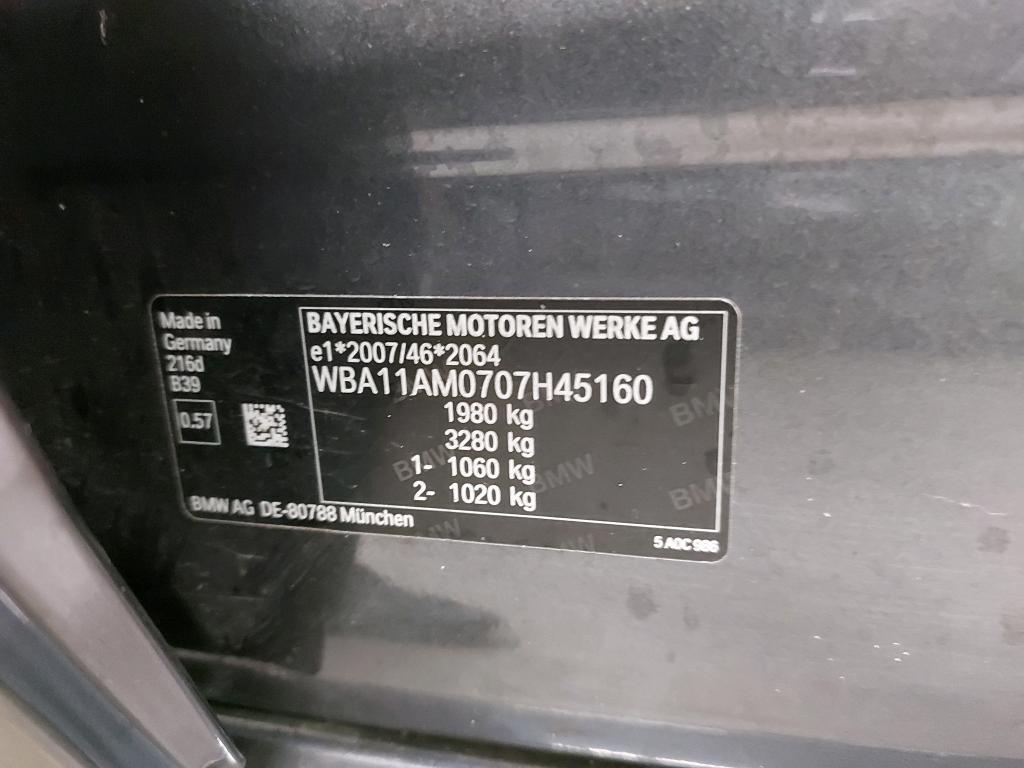 Made in
Germany
216d
B39
0.57
BAYERISCHE MOTOREN WERKE AG
e1*2007/46*2064
WBA11AM0707H45160
1980 kg
3280 kg
1- 1060 kg
2- 1020 kg
BMW AG DE-80788 München
5 A0C 986